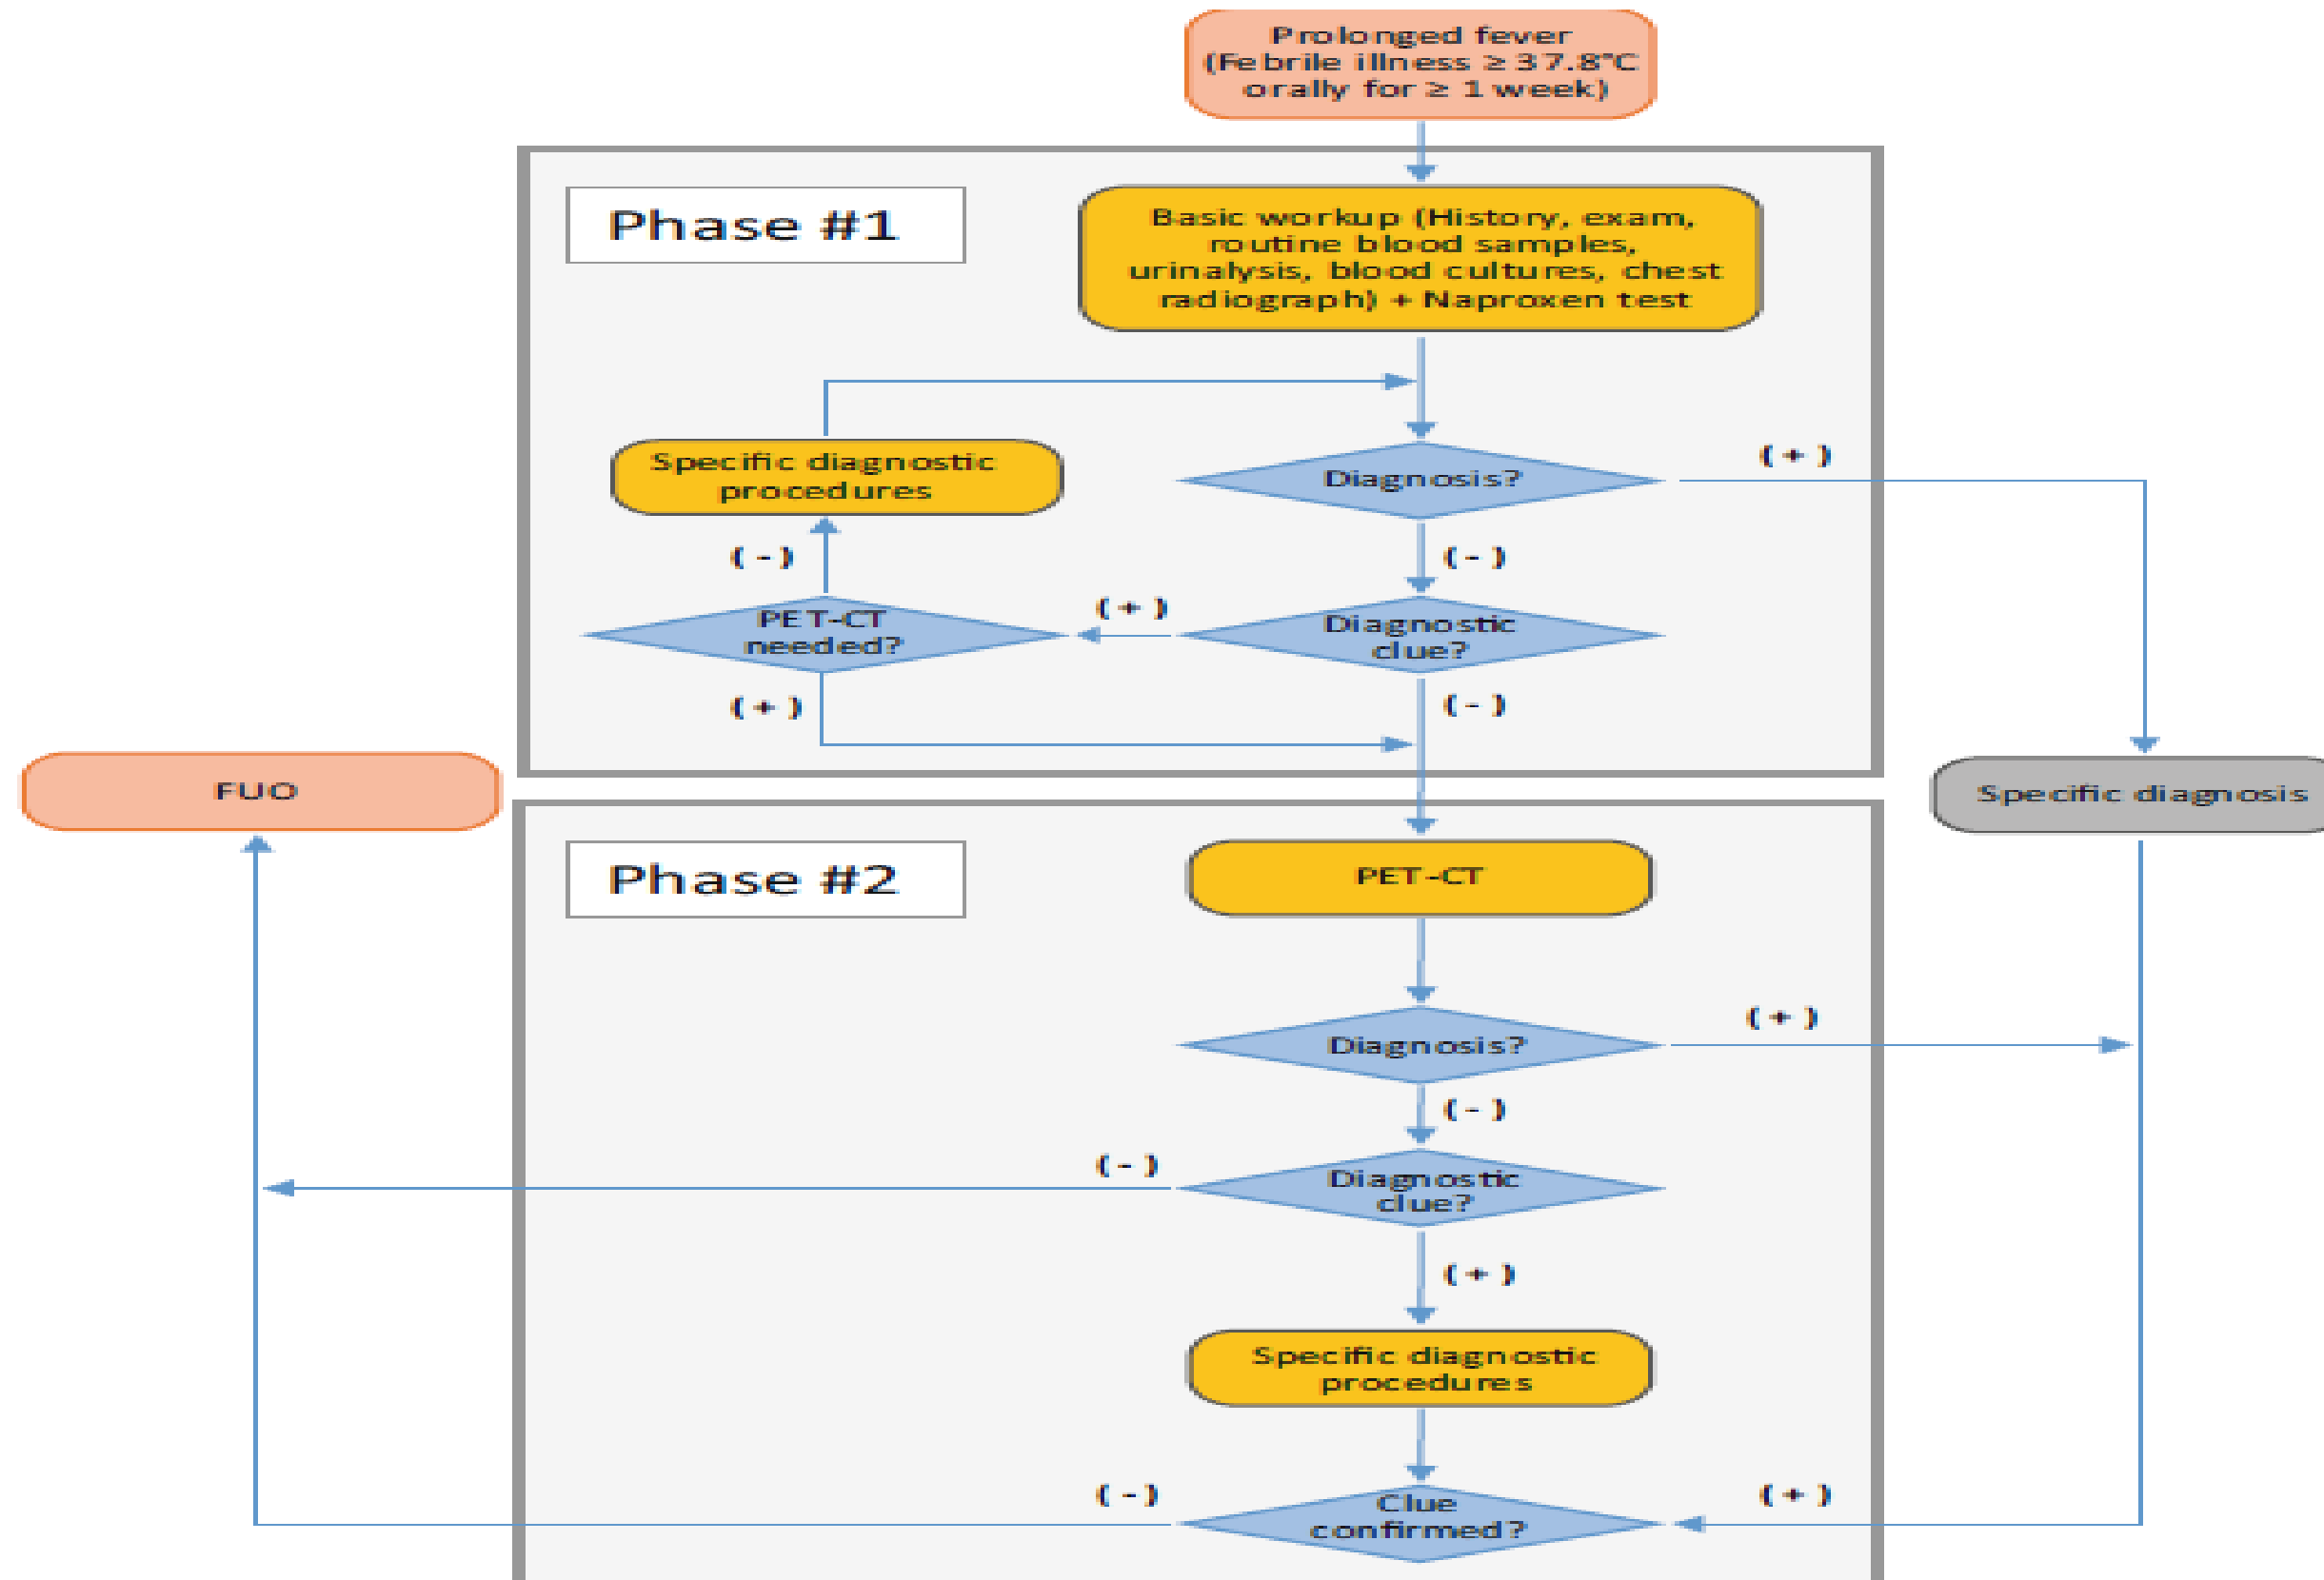 Prolonged fever
(Febrile illness ≥ 37.8°C
orally for ≥ 1 week)
Phase #1
Basic workup (History, exam,
routine blood samples,
urinalysis, blood cultures, chest
radiograph) + Naproxen test
Specific diagnostic
procedures
Diagnosis?
( + )
( - )
( - )
PET-CT
needed?
( + )
Diagnostic
clue?
( + )
( - )
FUO
Specific diagnosis
Phase #2
PET-CT
Diagnosis?
( + )
( - )
( - )
Diagnostic
clue?
( + )
Specific diagnostic
procedures
( - )
Clue
confirmed?
( + )